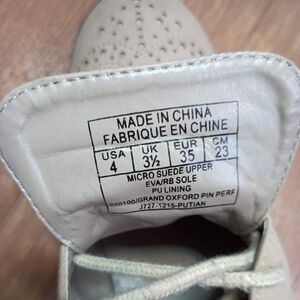 MADE IN CHINA
FABRIQUE EN CHINE
USA UK EUR CM
4 3½ 35 23
MICRO SUEDE UPPER
EVA/RB SOLE
PU LINING
320100/GRAND OXFORD PIN PERF
J727-1215-PUTIAN